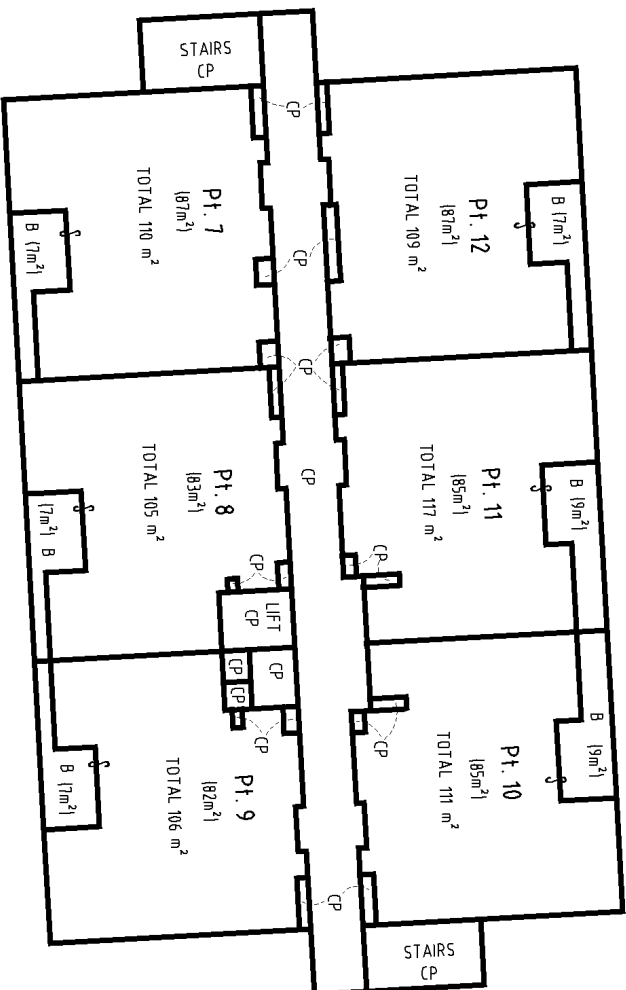 STAIRS
CP
CP
Pt. 7
(87m²)
TOTAL 110 m²
B (7m²)
Pt. 12
(87m²)
TOTAL 109 m²
B (7m²)
CP
CP
CP
Pt. 8
(83m²)
TOTAL 105 m²
(7m²) B
Pt. 11
(85m²)
TOTAL 117 m²
B (9m²)
CP
CP
LIFT
CP
CP
CP
CP
CP
CP
Pt. 9
(82m²)
TOTAL 106 m²
B (7m²)
Pt. 10
(85m²)
TOTAL 111 m²
B
(9m²)
CP
STAIRS
CP